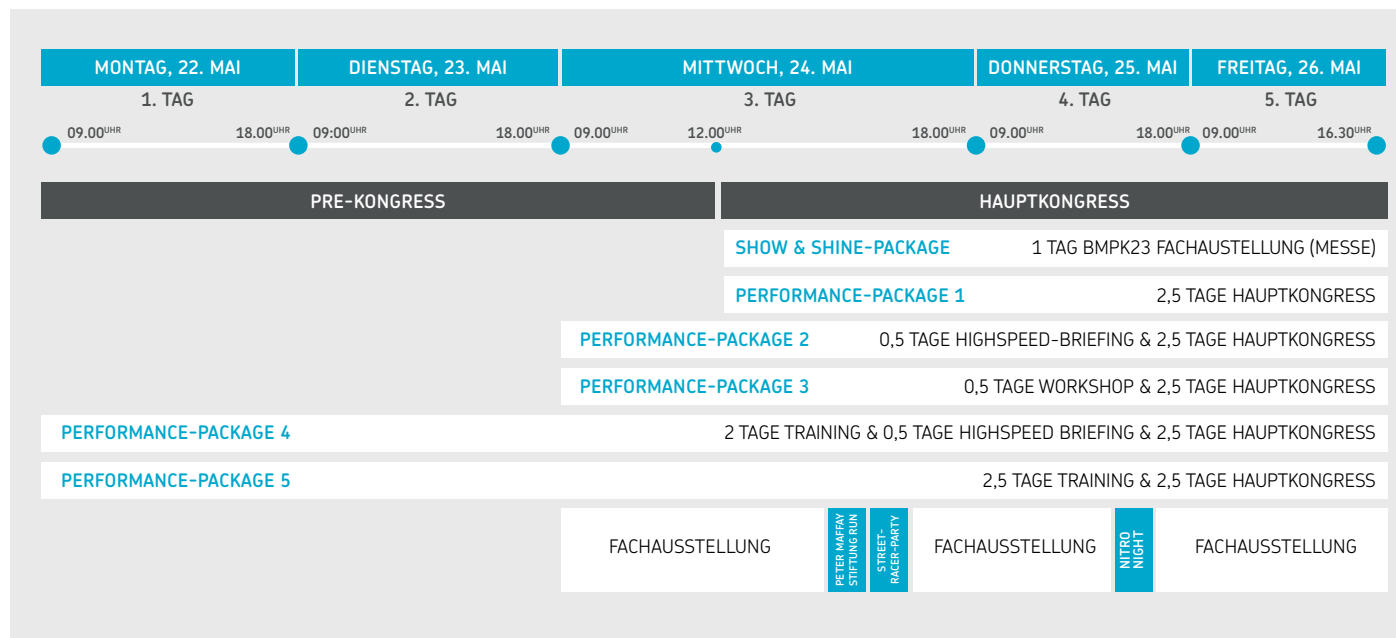 MONTAG, 22. MAI DIENSTAG, 23. MAI MITTWOCH, 24. MAI DONNERSTAG, 25. MAI FREITAG, 26. MAI
1. TAG 2. TAG 3. TAG 4. TAG 5. TAG
09.00UHR 18.00UHR 09:00UHR 18.00UHR 09.00UHR 12.00UHR 18.00UHR 09.00UHR 18.00UHR 09.00UHR 16.30UHR
PRE-KONGRESS HAUPTKONGRESS
SHOW & SHINE-PACKAGE 1 TAG BMPK23 FACHAUSTELLUNG (MESSE)
PERFORMANCE-PACKAGE 1 2,5 TAGE HAUPTKONGRESS
PERFORMANCE-PACKAGE 2 0,5 TAGE HIGHSPEED-BRIEFING & 2,5 TAGE HAUPTKONGRESS
PERFORMANCE-PACKAGE 3 0,5 TAGE WORKSHOP & 2,5 TAGE HAUPTKONGRESS
PERFORMANCE-PACKAGE 4 2 TAGE TRAINING & 0,5 TAGE HIGHSPEED BRIEFING & 2,5 TAGE HAUPTKONGRESS
PERFORMANCE-PACKAGE 5 2,5 TAGE TRAINING & 2,5 TAGE HAUPTKONGRESS
FACHAUSSTELLUNG
PETER MAFFAY
STIFTUNG RUN
STREET-
RACER-PARTY
FACHAUSSTELLUNG
NITRO
NIGHT
FACHAUSSTELLUNG